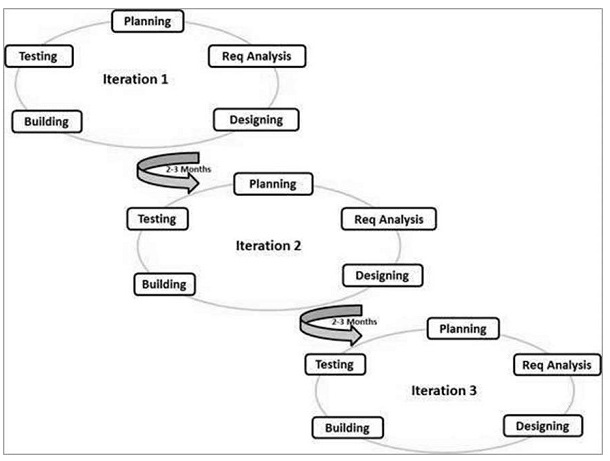 Planning
Testing
Req Analysis
Iteration 1
Building
Designing
2-3 Months
Planning
Testing
Req Analysis
Iteration 2
Building
Designing
2-3 Months
Planning
Testing
Req Analysis
Iteration 3
Building
Designing